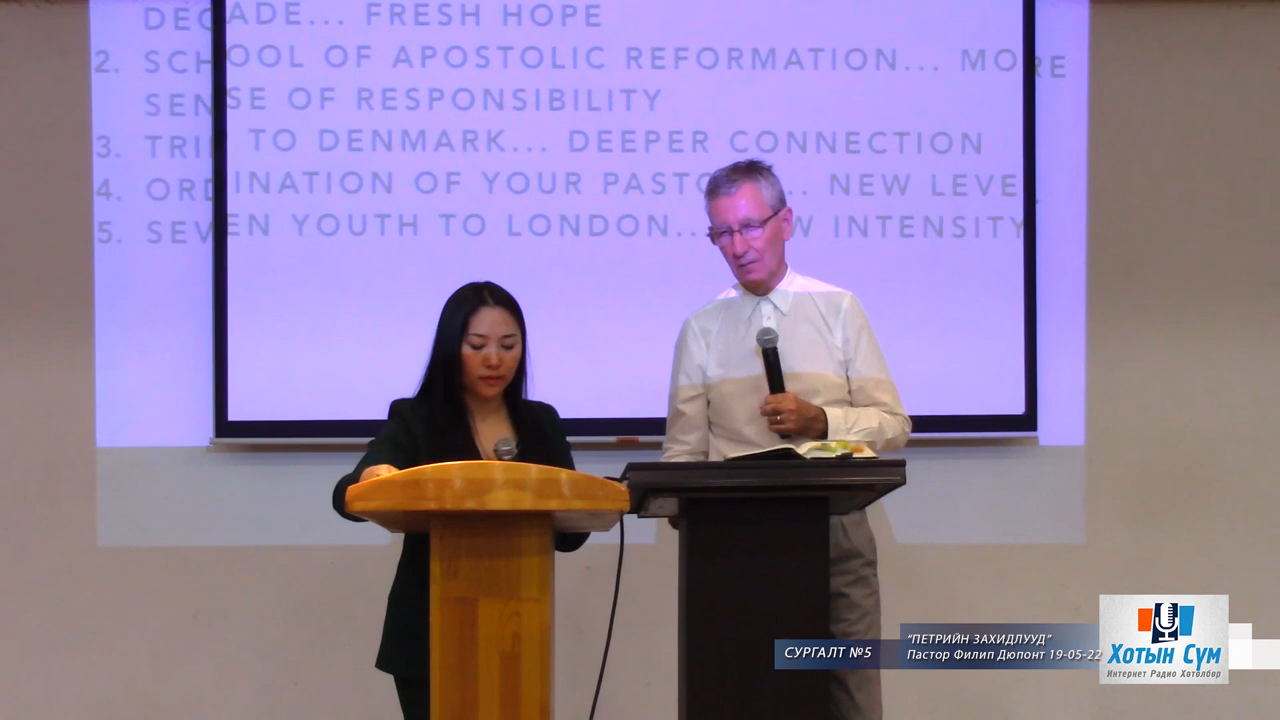 DECADE... FRESH HOPE
2. SCHOOL OF APOSTOLIC REFORMATION... MORE
SENSE OF RESPONSIBILITY
3. TRIP TO DENMARK... DEEPER CONNECTION
4. ORDINATION OF YOUR ... NEW LEVEL
5. SEVEN YOUTH TO LONDON... INTENSITY
СУРГАЛТ №5
"ПЕТРИЙН ЗАХИДЛУУД"
Пастор Филип Дюпонт 19-05-22
Хотын Сүм
Интернет Радио Хөтөлбөр